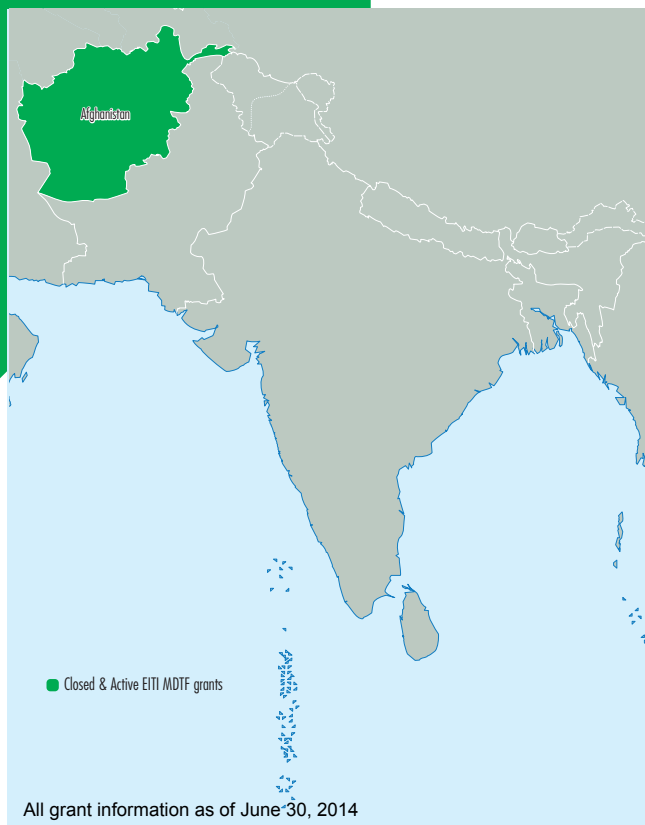 Afghanistan
Closed & Active EITI MDTF grants
All grant information as of June 30, 2014